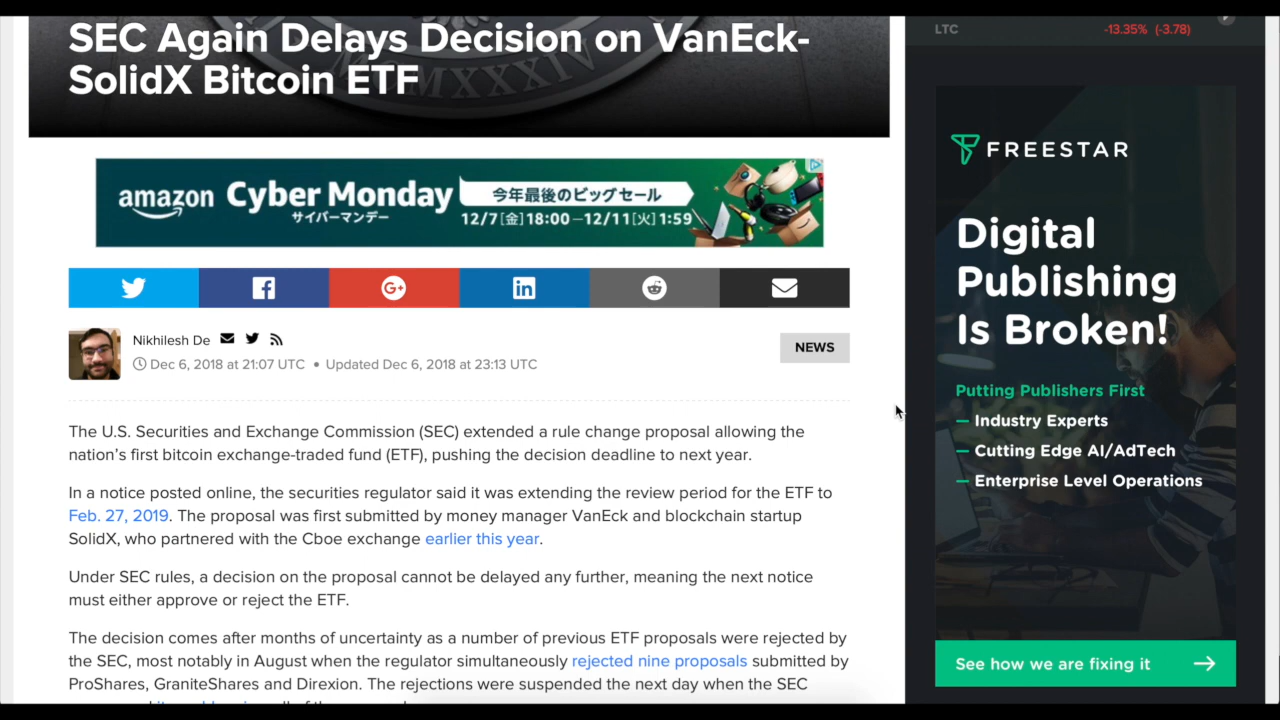 SEC Again Delays Decision on VanEck-
SolidX Bitcoin ETF
amazon Cyber Monday
サイバーマンデー
今年最後のビッグセール
12/7[金]18:00—12/11[火]1:59
Nikhilesh De
Dec 6, 2018 at 21:07 UTC • Updated Dec 6, 2018 at 23:13 UTC
NEWS
The U.S. Securities and Exchange Commission (SEC) extended a rule change proposal allowing the
nation's first bitcoin exchange-traded fund (ETF), pushing the decision deadline to next year.
In a notice posted online, the securities regulator said it was extending the review period for the ETF to
Feb. 27, 2019. The proposal was first submitted by money manager VanEck and blockchain startup
SolidX, who partnered with the Cboe exchange earlier this year.
Under SEC rules, a decision on the proposal cannot be delayed any further, meaning the next notice
must either approve or reject the ETF.
The decision comes after months of uncertainty as a number of previous ETF proposals were rejected by
the SEC, most notably in August when the regulator simultaneously rejected nine proposals submitted by
ProShares, GraniteShares and Direxion. The rejections were suspended the next day when the SEC
LTC -13.35% (-3.78)
FREESTAR
Digital
Publishing
Is Broken!
Putting Publishers First
— Industry Experts
— Cutting Edge AI/AdTech
— Enterprise Level Operations
See how we are fixing it